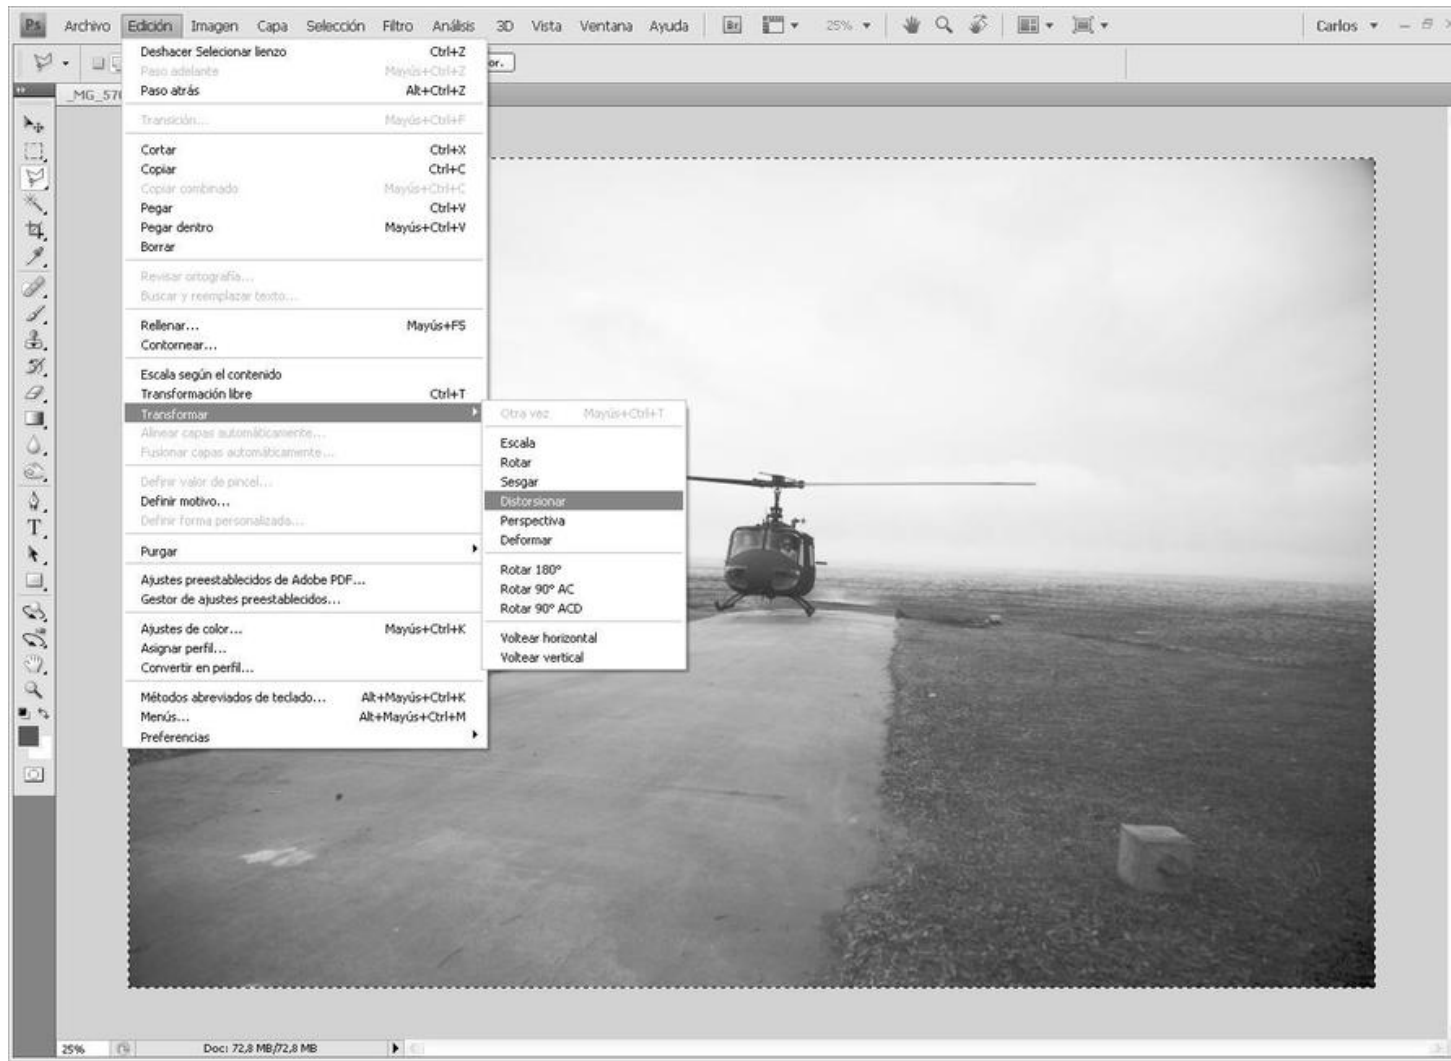 Ps Archivo Edición Imagen Capa Selección Filtro Análisis 3D Vista Ventana Ayuda Br 25% Carlos
or.
_MG_570
Deshacer Selecionar lienzo Ctrl+Z
Paso adelante Mayús+Ctrl+Z
Paso atrás Alt+Ctrl+Z
Transición... Mayús+Ctrl+F
Cortar Ctrl+X
Copiar Ctrl+C
Copiar combinado Mayús+Ctrl+C
Pegar Ctrl+V
Pegar dentro Mayús+Ctrl+V
Borrar
Revisar ortografía...
Buscar y reemplazar texto...
Rellenar... Mayús+F5
Contornear...
Escala según el contenido
Transformación libre Ctrl+T
Transformar
Alinear capas automáticamente...
Fusionar capas automáticamente...
Definir valor de pincel...
Definir motivo...
Definir forma personalizada...
Purgar
Ajustes preestablecidos de Adobe PDF...
Gestor de ajustes preestablecidos...
Ajustes de color... Mayús+Ctrl+K
Asignar perfil...
Convertir en perfil...
Métodos abreviados de teclado... Alt+Mayús+Ctrl+K
Menús... Alt+Mayús+Ctrl+M
Preferencias
Otra vez Mayús+Ctrl+T
Escala
Rotar
Sesgar
Distorsionar
Perspectiva
Deformar
Rotar 180°
Rotar 90° AC
Rotar 90° ACD
Voltear horizontal
Voltear vertical
25% Doc: 72,8 MB/72,8 MB